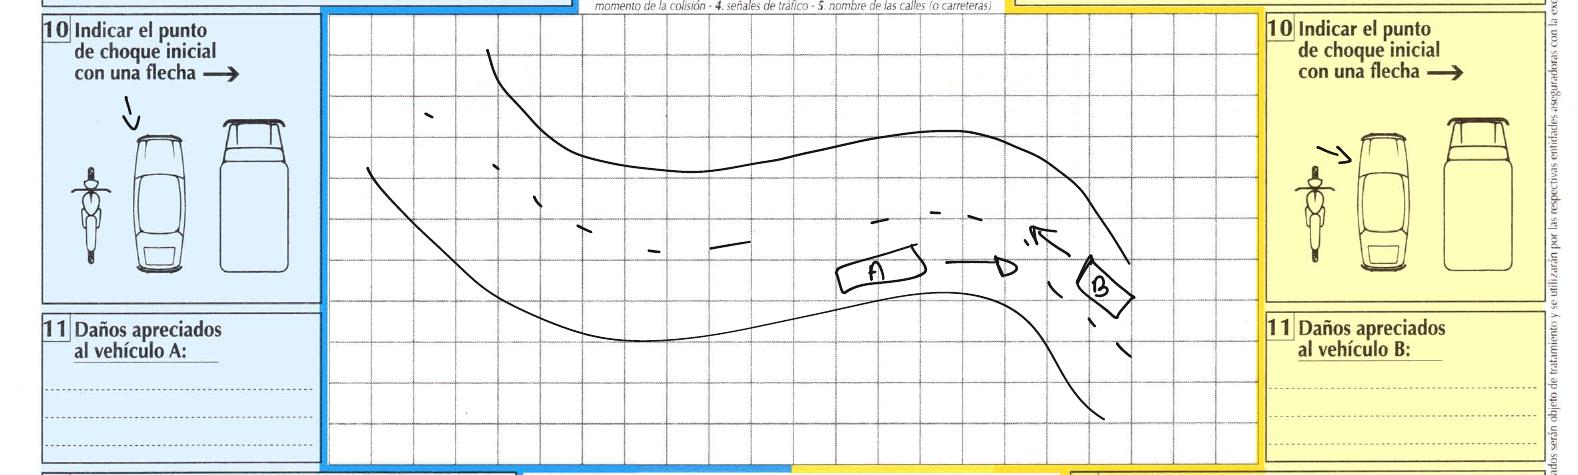 momento de la colisión - 4. señales de tráfico - 5. nombre de las calles (o carreteras)
10 Indicar el punto
de choque inicial
con una flecha
11 Daños apreciados
al vehículo A:
A
B
10 Indicar el punto
de choque inicial
con una flecha
11 Daños apreciados
al vehículo B:
ados serán objeto de tratamiento y se utilizarán por las respectivas entidades aseguradoras con la exc